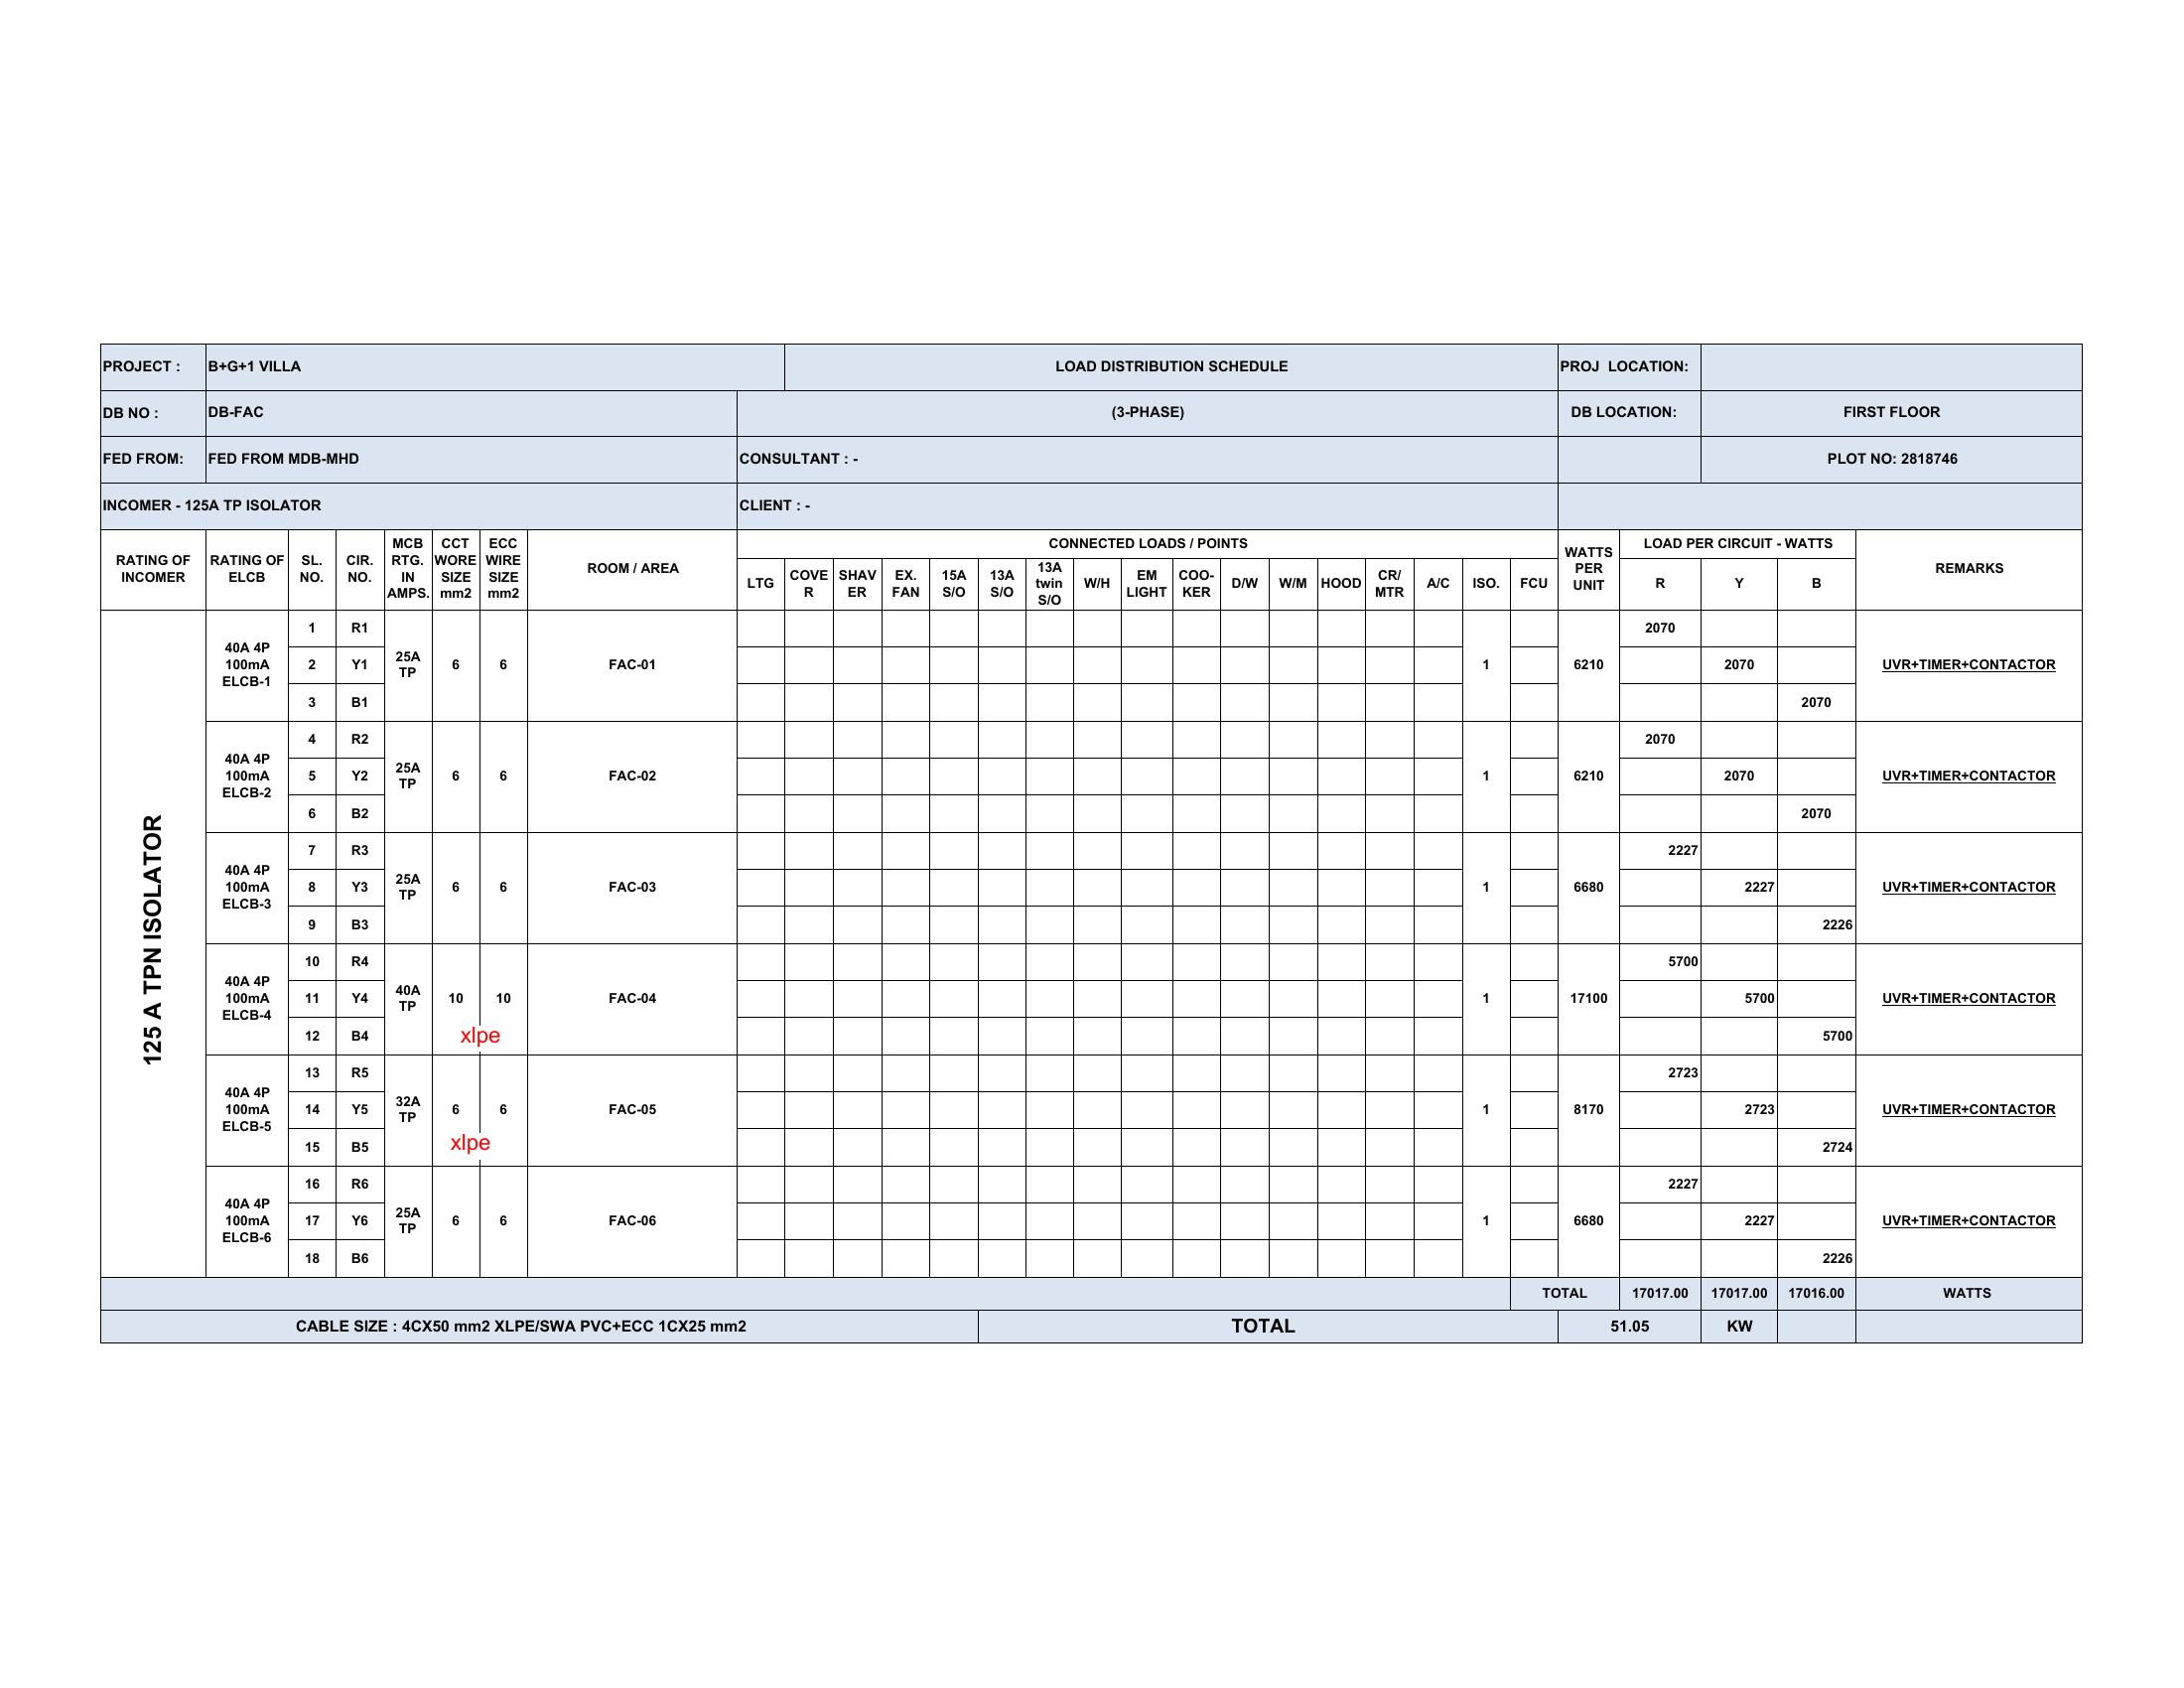 PROJECT : B+G+1 VILLA LOAD DISTRIBUTION SCHEDULE PROJ LOCATION:
DB NO : DB-FAC (3-PHASE) DB LOCATION: FIRST FLOOR
FED FROM: FED FROM MDB-MHD CONSULTANT : - PLOT NO: 2818746
INCOMER - 125A TP ISOLATOR CLIENT : -
RATING OF INCOMER RATING OF ELCB SL. NO. CIR. NO. MCB RTG. IN AMPS. CCT WORE SIZE mm2 ECC WIRE SIZE mm2 ROOM / AREA CONNECTED LOADS / POINTS WATTS PER UNIT LOAD PER CIRCUIT - WATTS REMARKS
LTG COVE R SHAV ER EX. FAN 15A S/O 13A S/O 13A twin S/O W/H EM LIGHT COO- KER D/W W/M HOOD CR/ MTR A/C ISO. FCU R Y B
125 A TPN ISOLATOR
40A 4P 100mA ELCB-1 25A TP 6 6 FAC-01 1 6210 UVR+TIMER+CONTACTOR
1 R1 2070
2 Y1 2070
3 B1 2070
40A 4P 100mA ELCB-2 25A TP 6 6 FAC-02 1 6210 UVR+TIMER+CONTACTOR
4 R2 2070
5 Y2 2070
6 B2 2070
40A 4P 100mA ELCB-3 25A TP 6 6 FAC-03 1 6680 UVR+TIMER+CONTACTOR
7 R3 2227
8 Y3 2227
9 B3 2226
40A 4P 100mA ELCB-4 40A TP 10 10 FAC-04 1 17100 UVR+TIMER+CONTACTOR
10 R4 5700
11 Y4 5700
12 B4 xlpe 5700
40A 4P 100mA ELCB-5 32A TP 6 6 FAC-05 1 8170 UVR+TIMER+CONTACTOR
13 R5 2723
14 Y5 2723
15 B5 xlpe 2724
40A 4P 100mA ELCB-6 25A TP 6 6 FAC-06 1 6680 UVR+TIMER+CONTACTOR
16 R6 2227
17 Y6 2227
18 B6 2226
TOTAL 17017.00 17017.00 17016.00 WATTS
CABLE SIZE : 4CX50 mm2 XLPE/SWA PVC+ECC 1CX25 mm2 TOTAL 51.05 KW